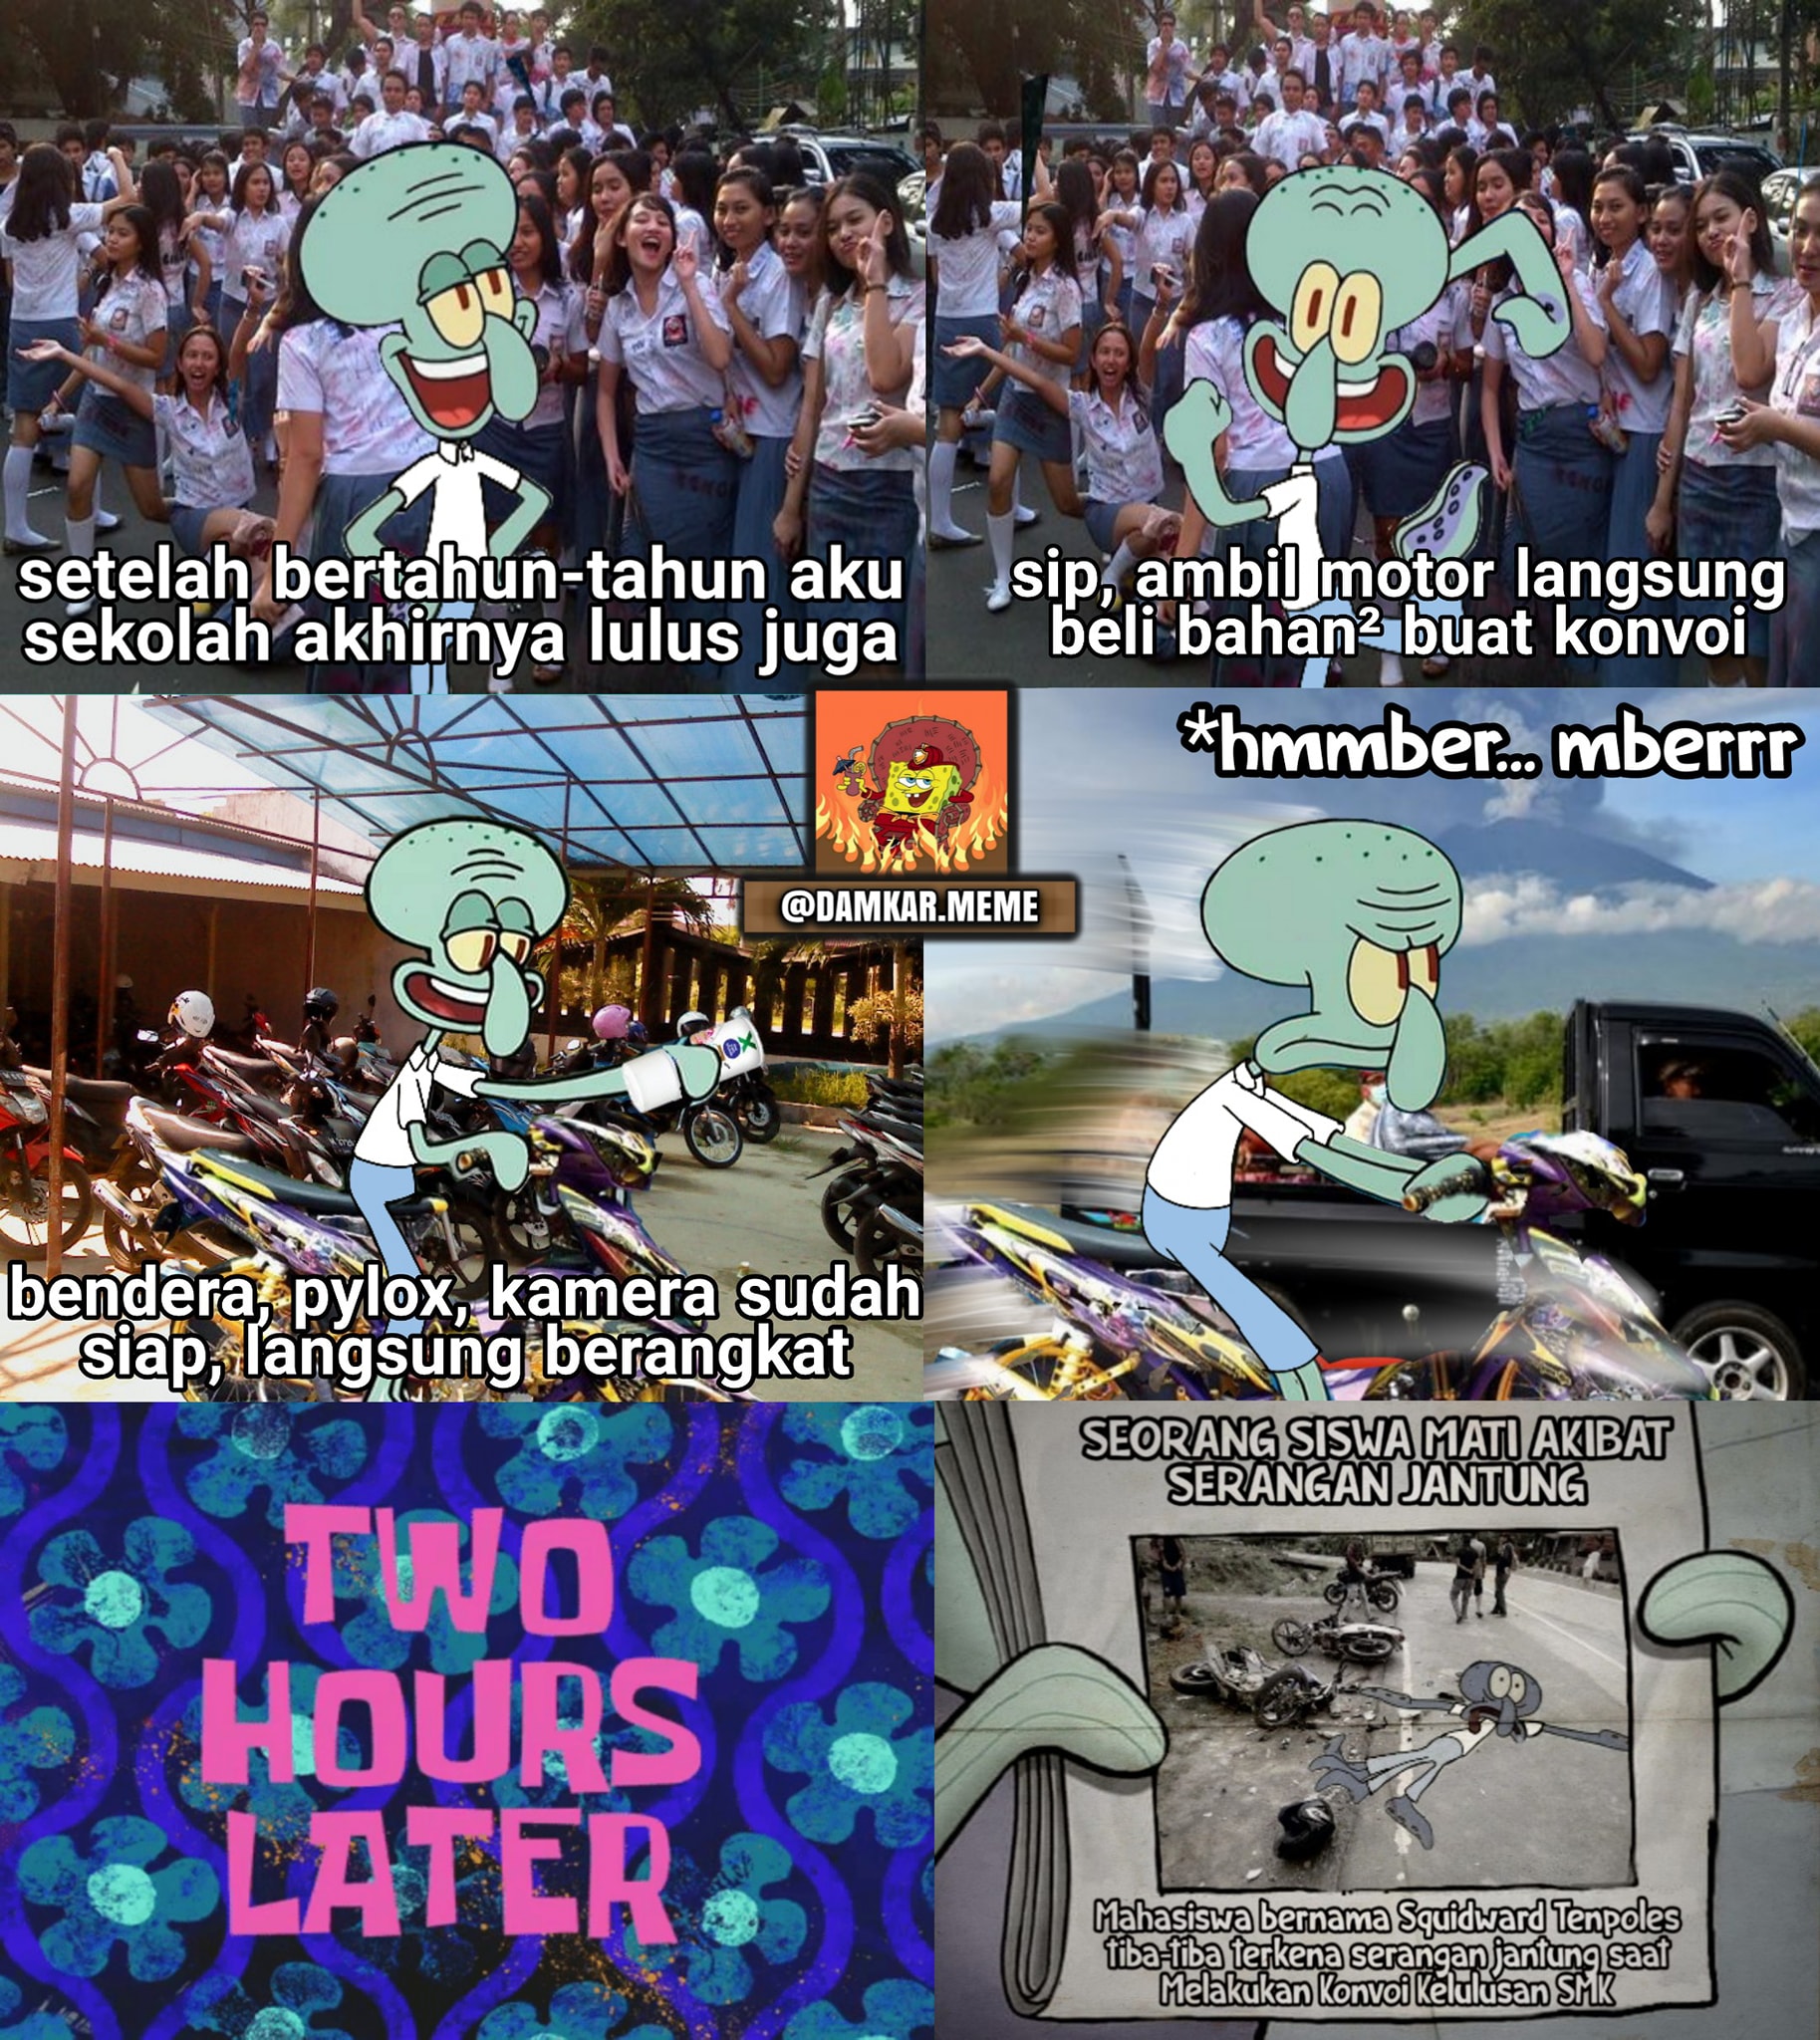 setelah bertahun-tahun aku
sekolah akhirnya lulus juga
sip, ambil motor langsung
beli bahan² buat konvoi
@DAMKAR.MEME
bendera, pylox, kamera sudah
siap, langsung berangkat
*hmmber... mberrr
TWO
HOURS
LATER
SEORANG SISWA MATI AKIBAT
SERANGAN JANTUNG
Mahasiswa bernama Squidward Tenpoles
tiba-tiba terkena serangan jantung saat
Melakukan Konvoi Kelulusan SMK